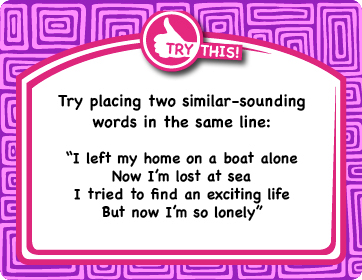 TRY THIS!
Try placing two similar-sounding
words in the same line:
“I left my home on a boat alone
Now I’m lost at sea
I tried to find an exciting life
But now I’m so lonely”